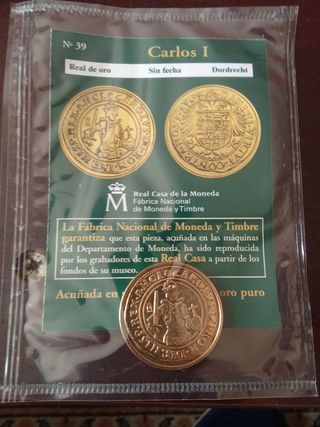 Nº 39
Carlos I
Real de oro Sin fecha Dordrecht
Real Casa de la Moneda
Fábrica Nacional
de Moneda y Timbre
La Fábrica Nacional de Moneda y Timbre
garantiza que esta pieza, acuñada en las máquinas
del Departamento de Moneda, ha sido reproducida
por los grabadores de esta Real Casa a partir de los
fondos de su museo.
Acuñada en oro puro